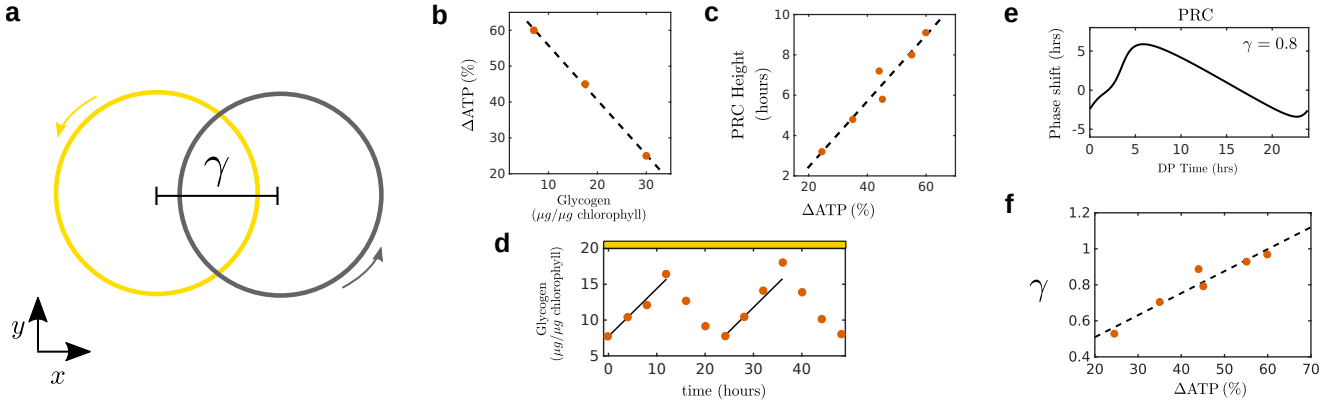 a
γ
y
x
b
ΔATP (%)
60
50
40
30
20
10
20
30
Glycogen
(μg/μg chlorophyll)
c
PRC Height
(hours)
10
8
6
4
2
20
40
60
ΔATP (%)
d
Glycogen
(μg/μg chlorophyll)
20
15
10
5
0
10
20
30
40
time (hours)
e
PRC
γ = 0.8
Phase shift (hrs)
5
0
-5
0
5
10
15
20
DP Time (hrs)
f
γ
1.2
1
0.8
0.6
0.4
20
30
40
50
60
70
ΔATP (%)